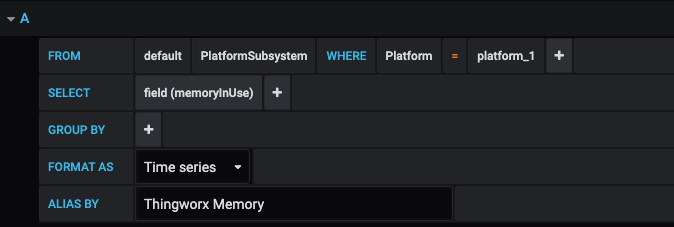 A
FROM default PlatformSubsystem WHERE Platform = platform_1 +
SELECT field (memoryInUse) +
GROUP BY +
FORMAT AS Time series
ALIAS BY Thingworx Memory